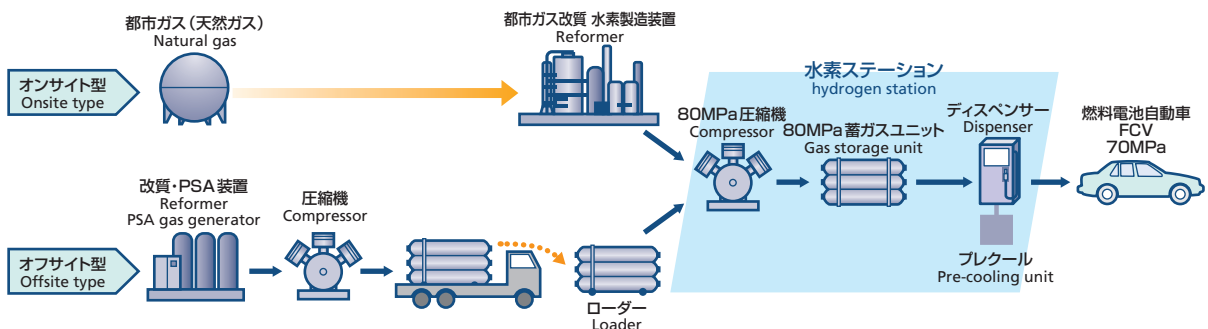 オンサイト型
Onsite type
都市ガス（天然ガス）
Natural gas
都市ガス改質 水素製造装置
Reformer
水素ステーション
hydrogen station
80MPa圧縮機
Compressor
80MPa蓄ガスユニット
Gas storage unit
ディスペンサー
Dispenser
燃料電池自動車
FCV
70MPa
オフサイト型
Offsite type
改質・PSA装置
Reformer
PSA gas generator
圧縮機
Compressor
ローダー
Loader
プレクール
Pre-cooling unit